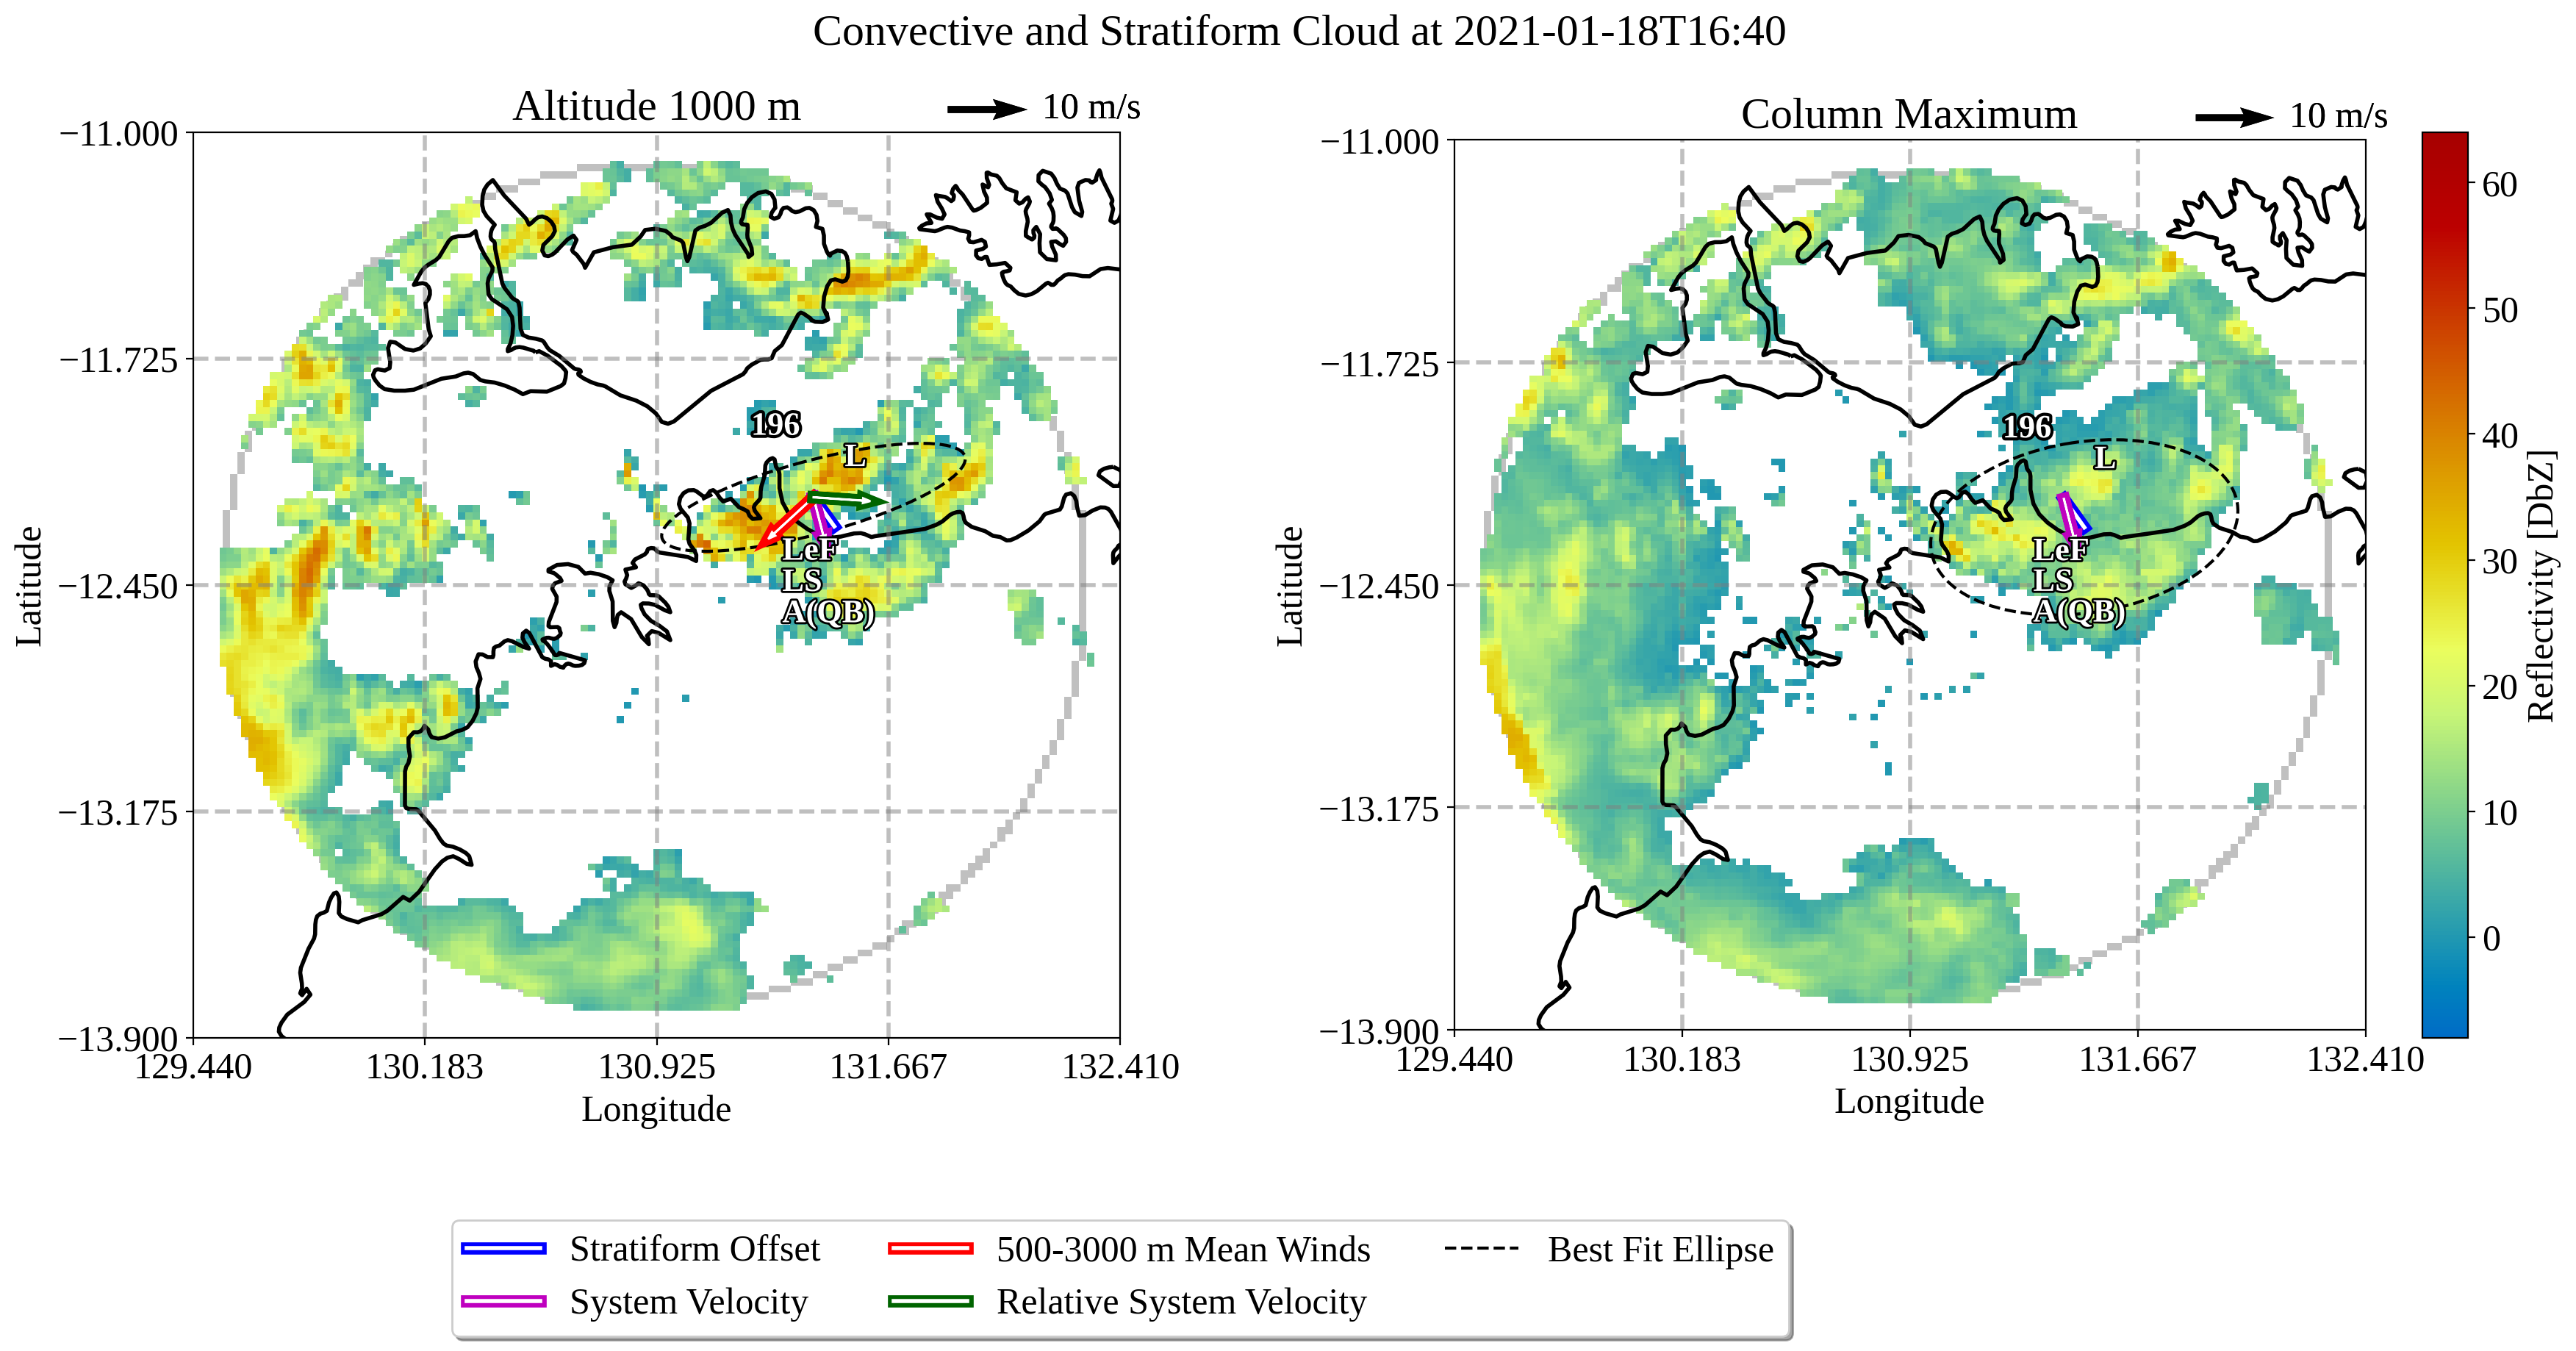 Convective and Stratiform Cloud at 2021-01-18T16:40
Altitude 1000 m
10 m/s
−11.000
−11.725
−12.450
−13.175
−13.900
129.440
130.183
130.925
131.667
132.410
Latitude
Longitude
196
L
LeF
LS
A(QB)
Column Maximum
10 m/s
−11.000
−11.725
−12.450
−13.175
−13.900
129.440
130.183
130.925
131.667
132.410
Latitude
Longitude
196
L
LeF
LS
A(QB)
60
50
40
30
20
10
0
Reflectivity [DbZ]
Stratiform Offset
System Velocity
500-3000 m Mean Winds
Relative System Velocity
Best Fit Ellipse